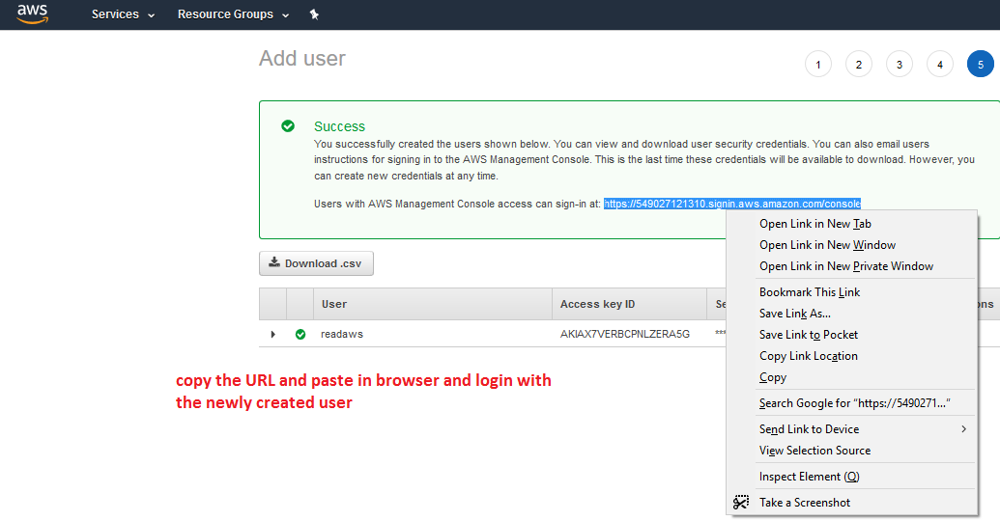 aws Services Resource Groups
Add user
1 2 3 4 5
Success
You successfully created the users shown below. You can view and download user security credentials. You can also email users
instructions for signing in to the AWS Management Console. This is the last time these credentials will be available to download. However, you
can create new credentials at any time.
Users with AWS Management Console access can sign-in at: https://549027121310.signin.aws.amazon.com/console
Open Link in New Tab
Open Link in New Window
Open Link in New Private Window
Download .csv
Bookmark This Link
User Access key ID Se ons
Save Link As...
readaws AKIAX7VERBCPNLZERA5G ***
Save Link to Pocket
Copy Link Location
copy the URL and paste in browser and login with
the newly created user
Copy
Search Google for “https://5490271...”
Send Link to Device
View Selection Source
Inspect Element (Q)
Take a Screenshot